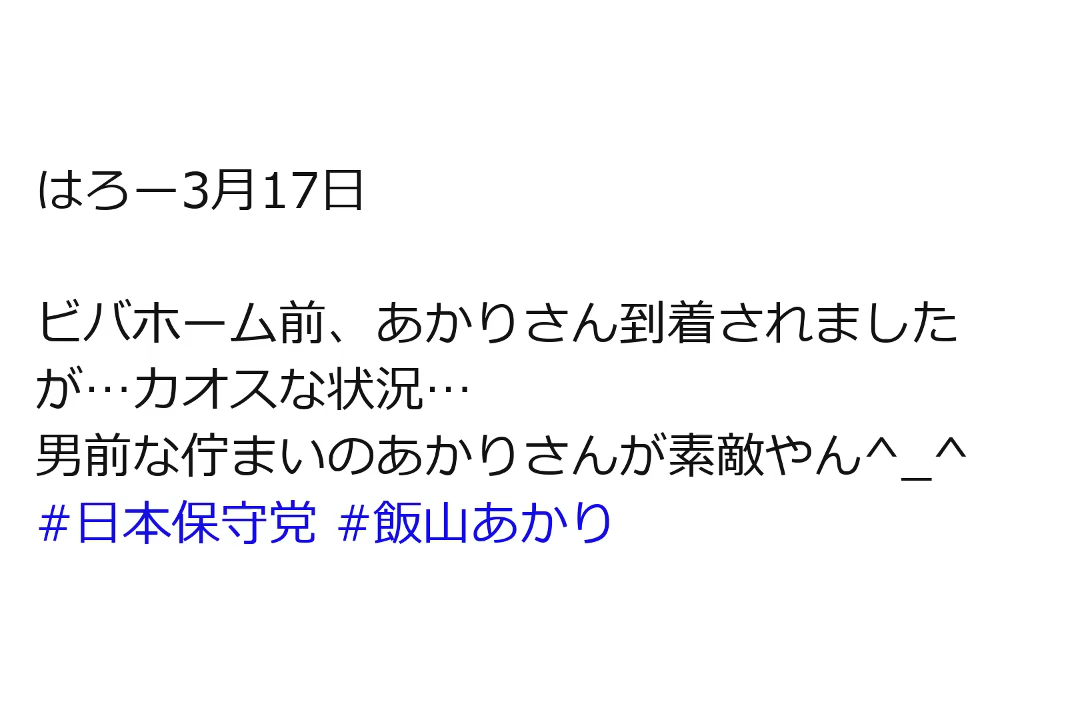 はろー3月17日
ビバホーム前、あかりさん到着されました
が…カオスな状況…
男前な佇まいのあかりさんが素敵やん^_^
#日本保守党 #飯山あかり